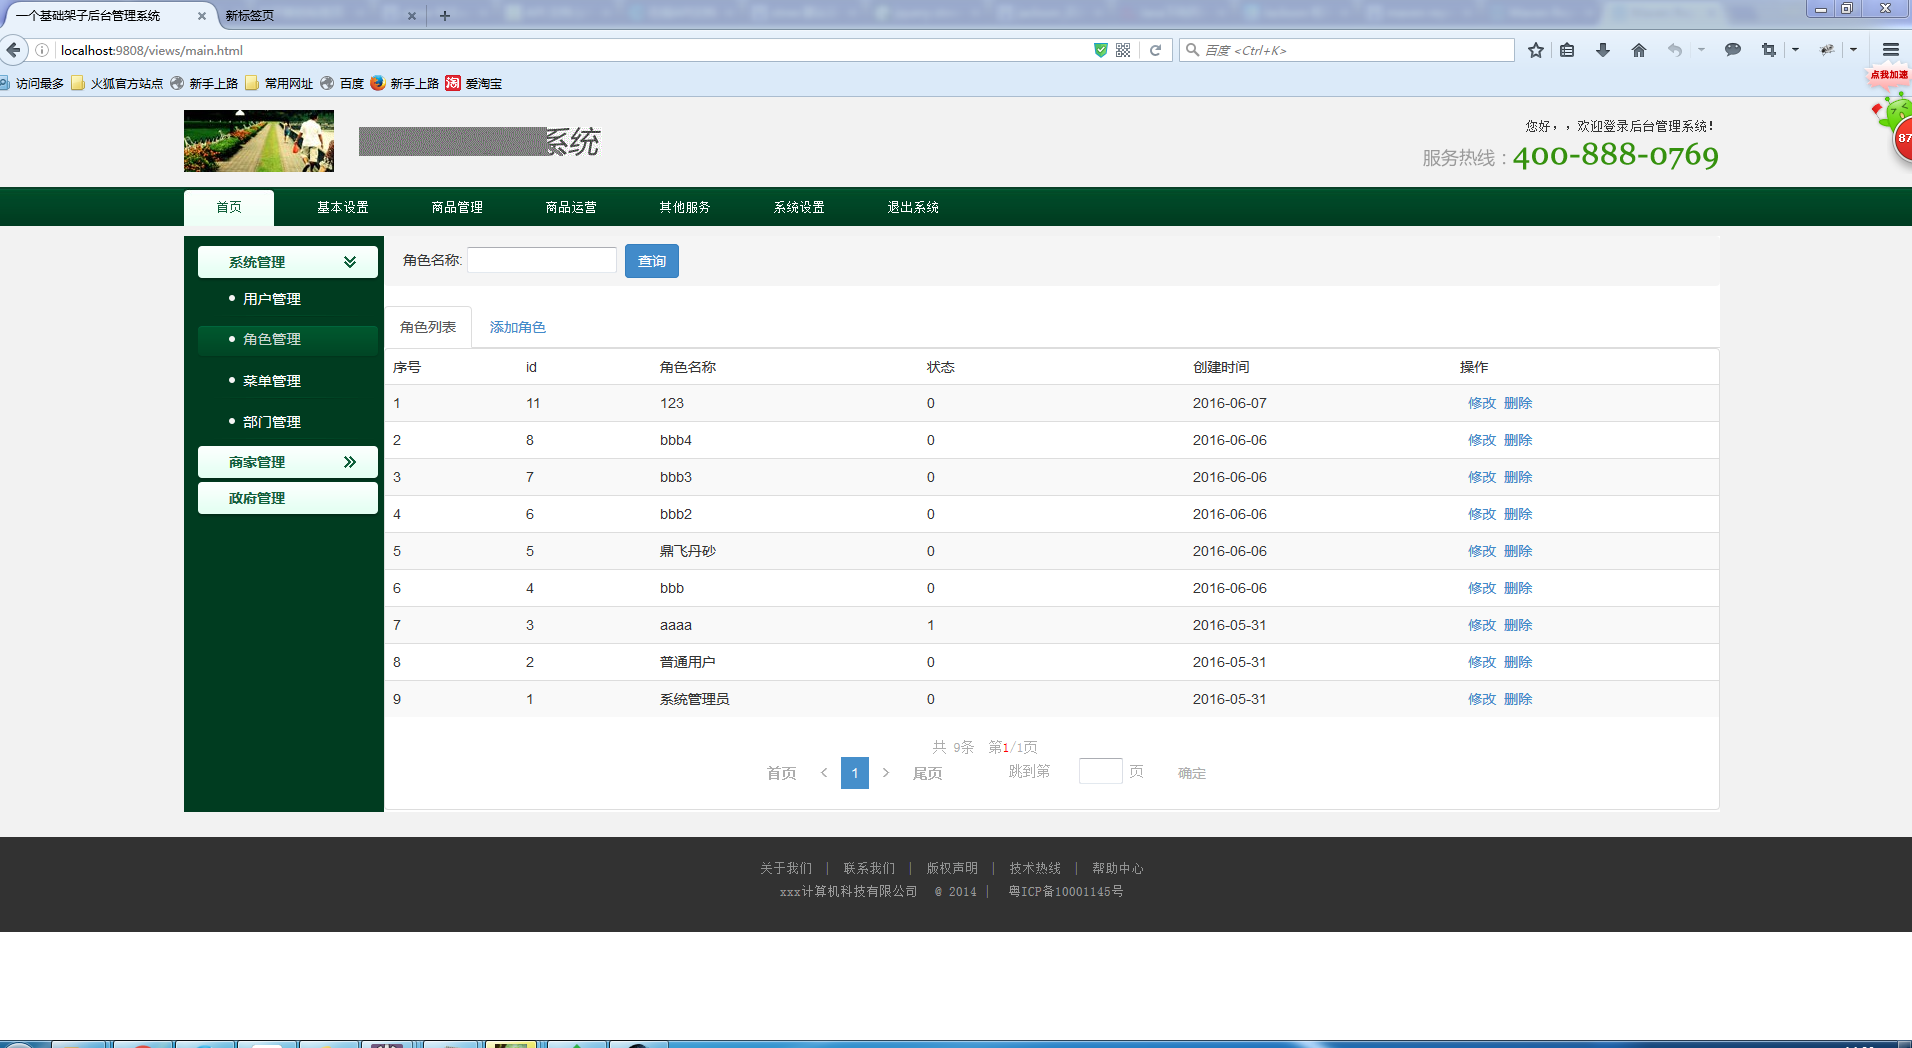 一个基础架子后台管理系统 新标签页
localhost:9808/views/main.html 百度 <Ctrl+K>
访问最多 火狐官方站点 新手上路 常用网址 百度 新手上路 淘 爱淘宝
点我加速
87
系统
您好，，欢迎登录后台管理系统！
服务热线：400-888-0769
首页 基本设置 商品管理 商品运营 其他服务 系统设置 退出系统
系统管理
用户管理
角色管理
菜单管理
部门管理
商家管理
政府管理
角色名称: 查询
角色列表 添加角色
序号 id 角色名称 状态 创建时间 操作
1 11 123 0 2016-06-07 修改 删除
2 8 bbb4 0 2016-06-06 修改 删除
3 7 bbb3 0 2016-06-06 修改 删除
4 6 bbb2 0 2016-06-06 修改 删除
5 5 鼎飞丹砂 0 2016-06-06 修改 删除
6 4 bbb 0 2016-06-06 修改 删除
7 3 aaaa 1 2016-05-31 修改 删除
8 2 普通用户 0 2016-05-31 修改 删除
9 1 系统管理员 0 2016-05-31 修改 删除
共 9条 第1/1页
首页 < 1 > 尾页 跳到第 页 确定
关于我们 | 联系我们 | 版权声明 | 技术热线 | 帮助中心
xxx计算机科技有限公司 @ 2014 | 粤ICP备10001145号